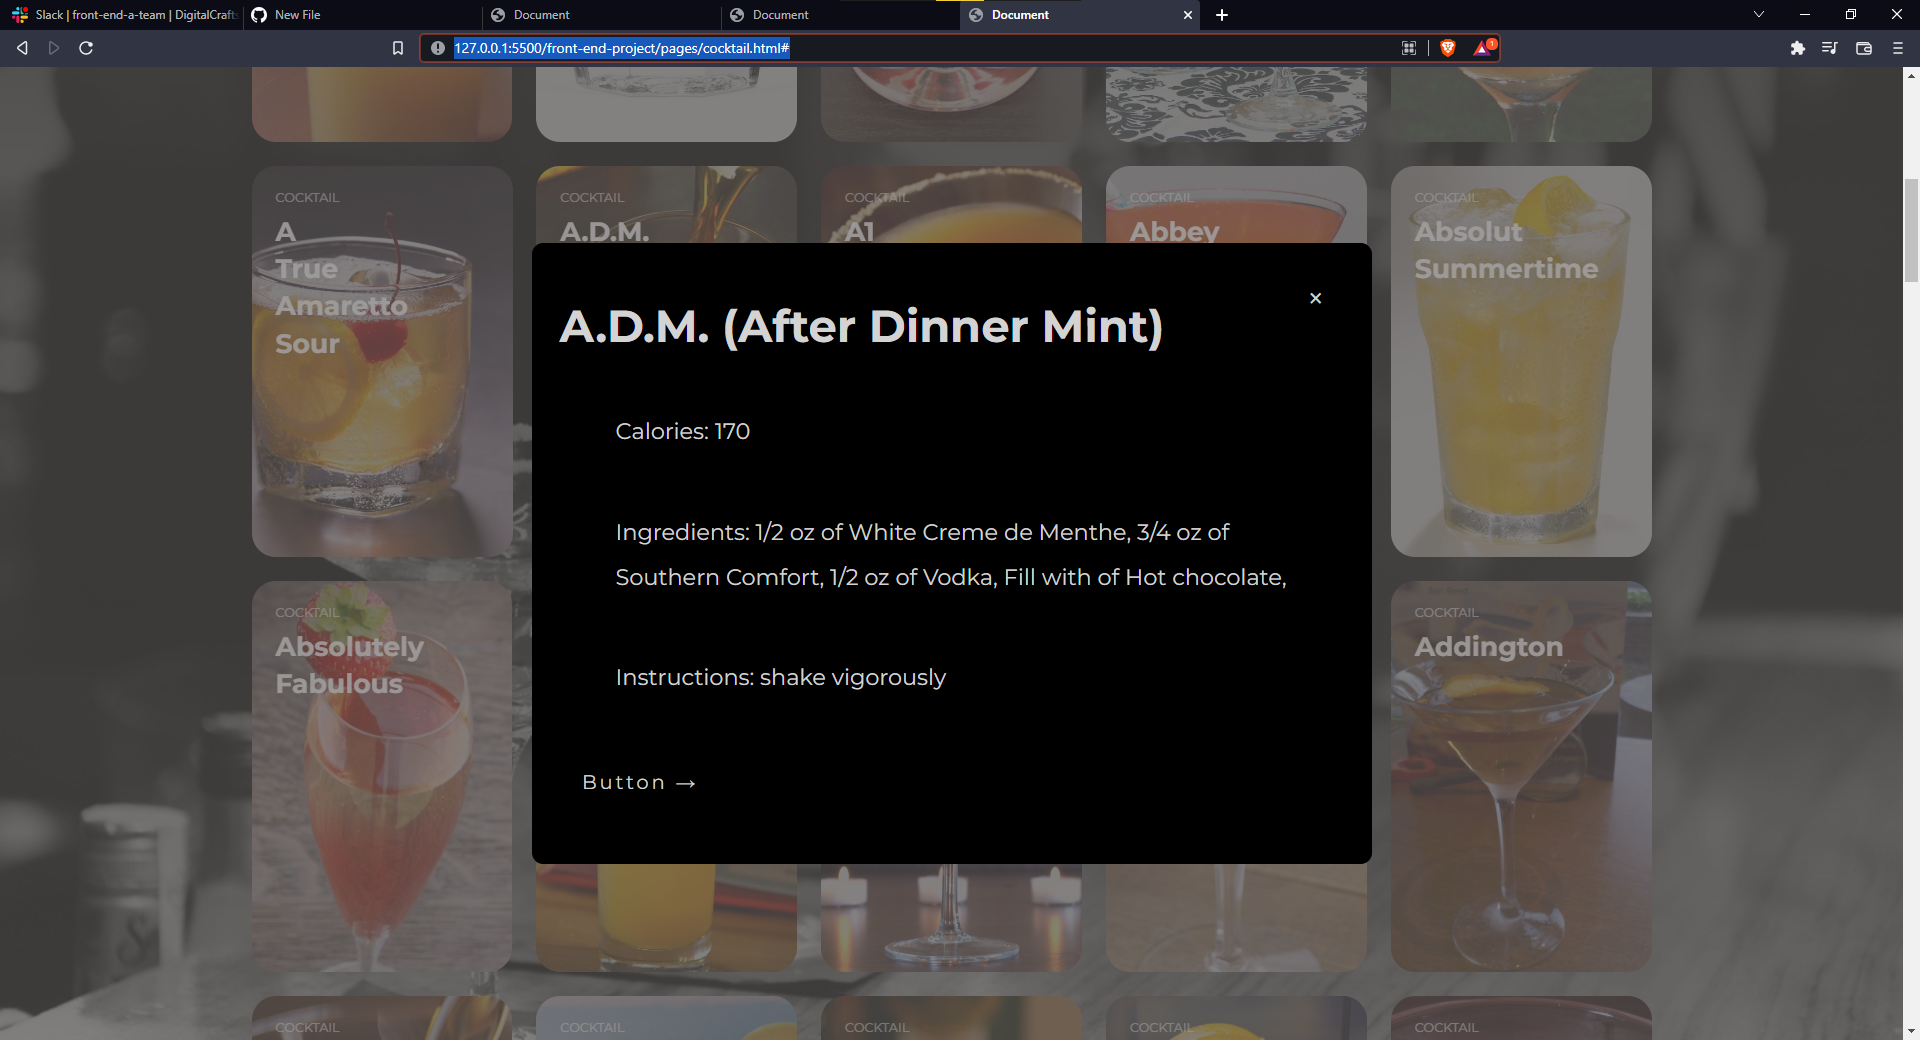 Slack | front-end-a-team | DigitalCrafts
New File
Document
Document
Document
127.0.0.1:5500/front-end-project/pages/cocktail.html#
1
COCKTAIL
A
True
Amaretto
Sour
COCKTAIL
A.D.M.
COCKTAIL
A1
COCKTAIL
Abbey
COCKTAIL
Absolut
Summertime
×
A.D.M. (After Dinner Mint)
Calories: 170
Ingredients: 1/2 oz of White Creme de Menthe, 3/4 oz of
Southern Comfort, 1/2 oz of Vodka, Fill with of Hot chocolate,
Instructions: shake vigorously
Button →
COCKTAIL
Absolutely
Fabulous
COCKTAIL
Addington
COCKTAIL
COCKTAIL
COCKTAIL
COCKTAIL
COCKTAIL